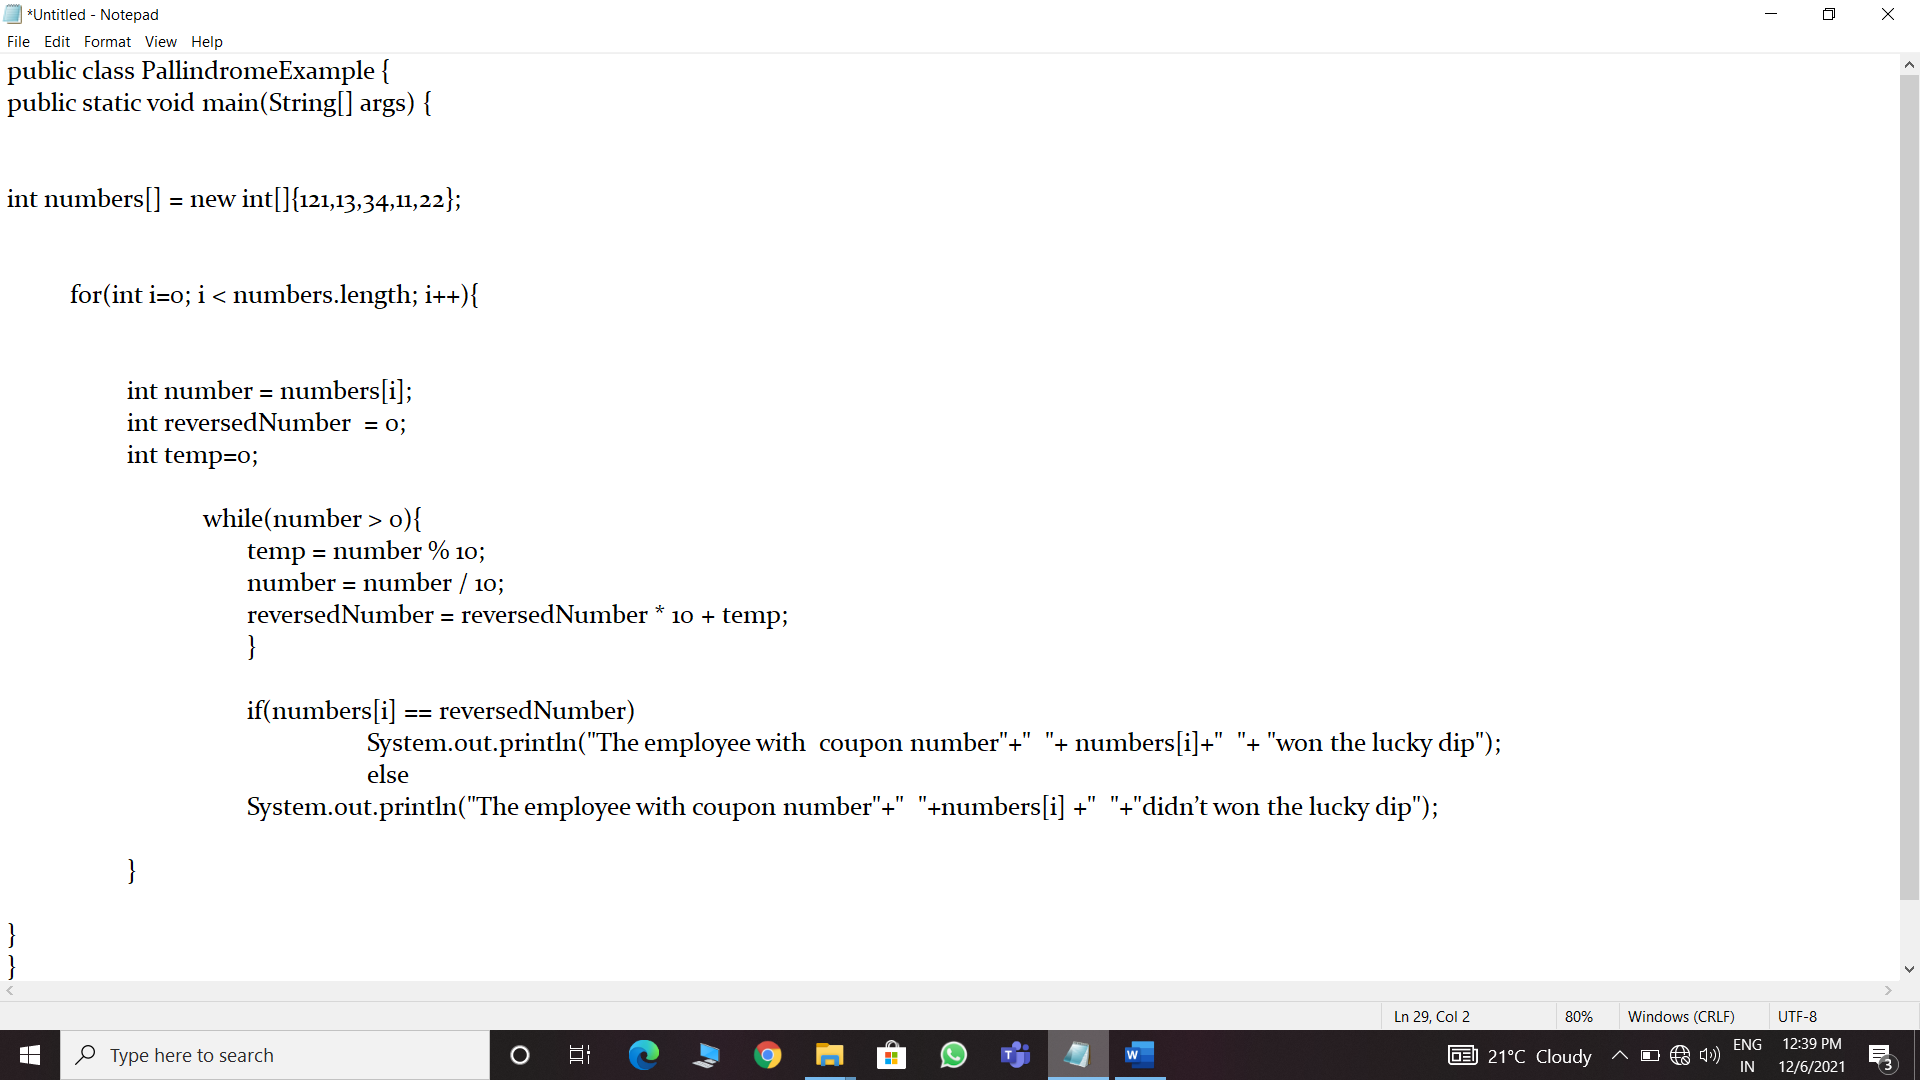 *Untitled - Notepad
File Edit Format View Help
public class PallindromeExample {
public static void main(String[] args) {
int numbers[] = new int[]{121,13,34,11,22};
for(int i=0; i < numbers.length; i++){
int number = numbers[i];
int reversedNumber  = 0;
int temp=0;
while(number > 0){
temp = number % 10;
number = number / 10;
reversedNumber = reversedNumber * 10 + temp;
}
if(numbers[i] == reversedNumber)
System.out.println("The employee with  coupon number"+"  "+ numbers[i]+"  "+ "won the lucky dip");
else
System.out.println("The employee with coupon number"+"  "+numbers[i] +"  "+"didn’t won the lucky dip");
}
}
}
Ln 29, Col 2 80% Windows (CRLF) UTF-8
Type here to search
21°C Cloudy
ENG
IN
12:39 PM
12/6/2021
3